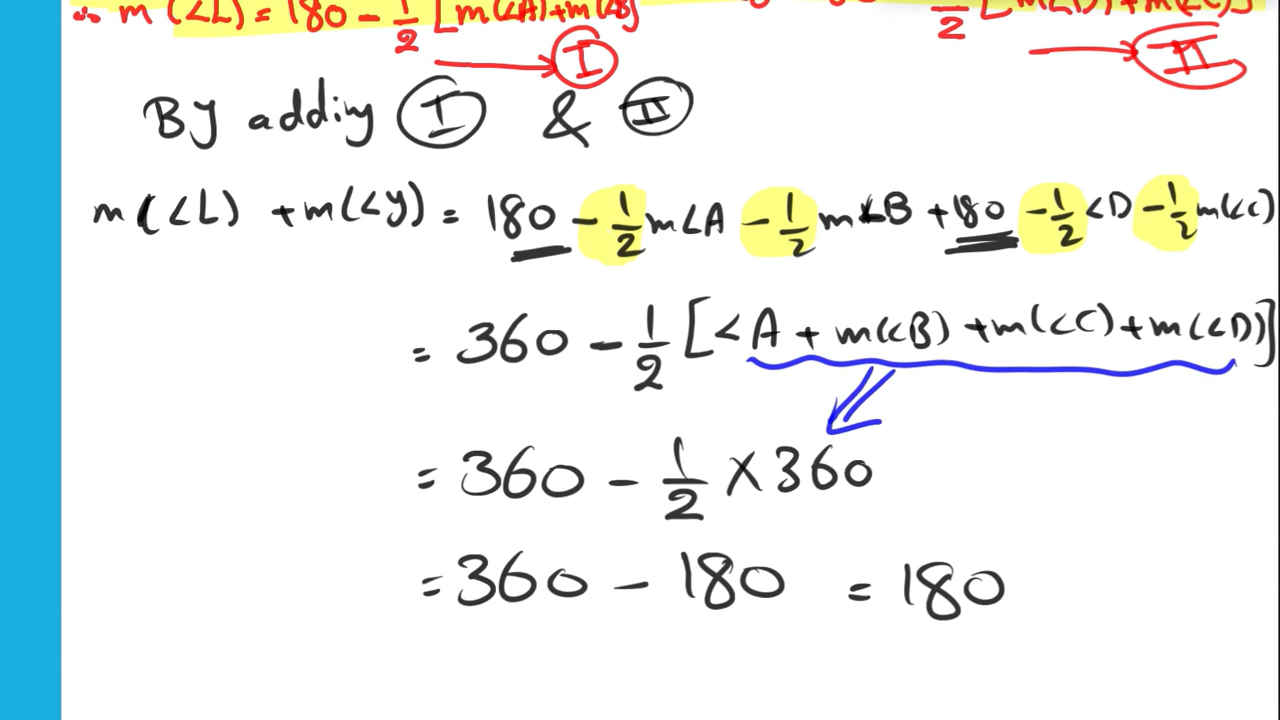 ∴ m (∠L) = 180 - 1/2 [m(∠A)+m(∠B)] 1/2 [m(∠D)+m(∠C)]
I II
By adding I & II
m(∠L) +m(∠y) = 180 - 1/2 m∠A - 1/2 m∠B + 180 - 1/2 ∠D - 1/2 m(∠C)
= 360 - 1/2 [∠A + m(∠B) +m(∠C)+m(∠D)]
= 360 - 1/2 X 360
= 360 - 180 = 180